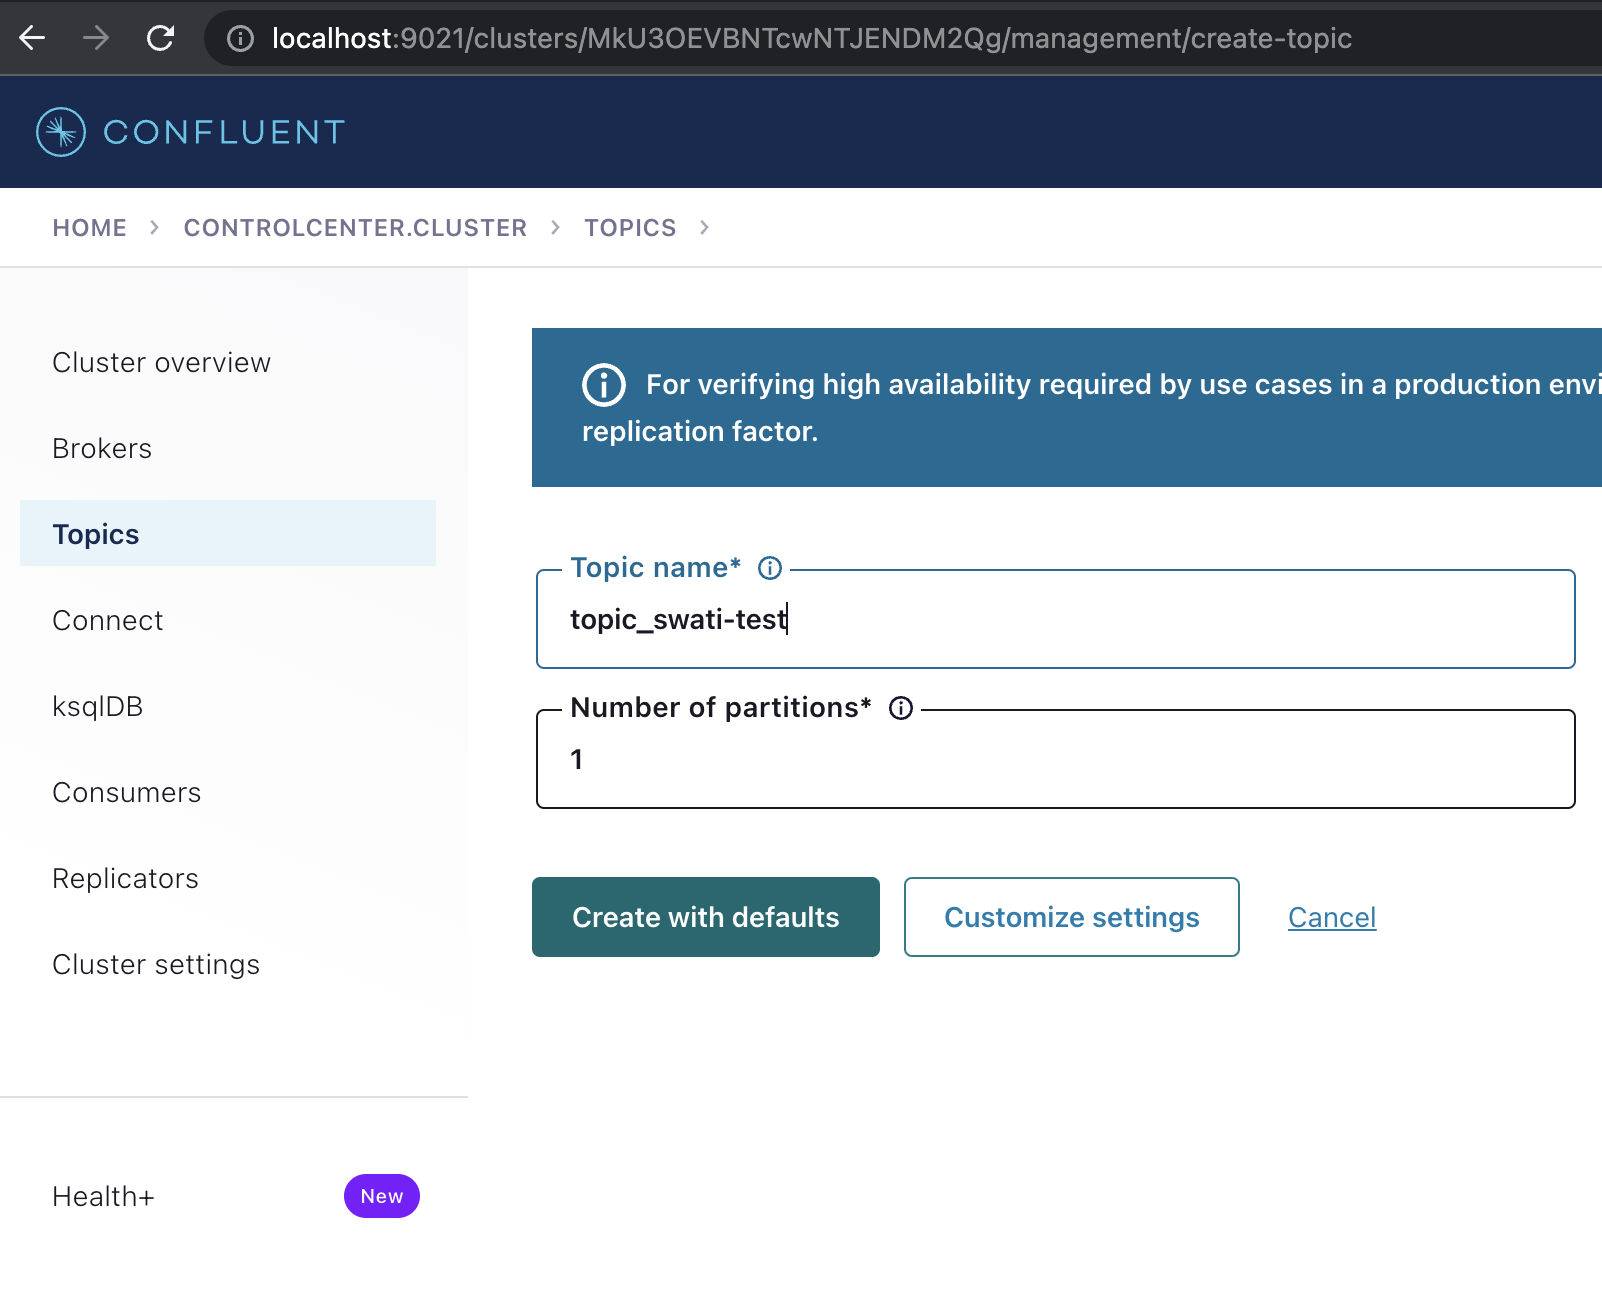 localhost:9021/clusters/MkU3OEVBNTcwNTJENDM2Qg/management/create-topic
CONFLUENT
HOME > CONTROLCENTER.CLUSTER > TOPICS >
Cluster overview
Brokers
Topics
Connect
ksqlDB
Consumers
Replicators
Cluster settings
Health+ New
For verifying high availability required by use cases in a production envi
replication factor.
Topic name*
topic_swati-test
Number of partitions*
1
Create with defaults Customize settings Cancel